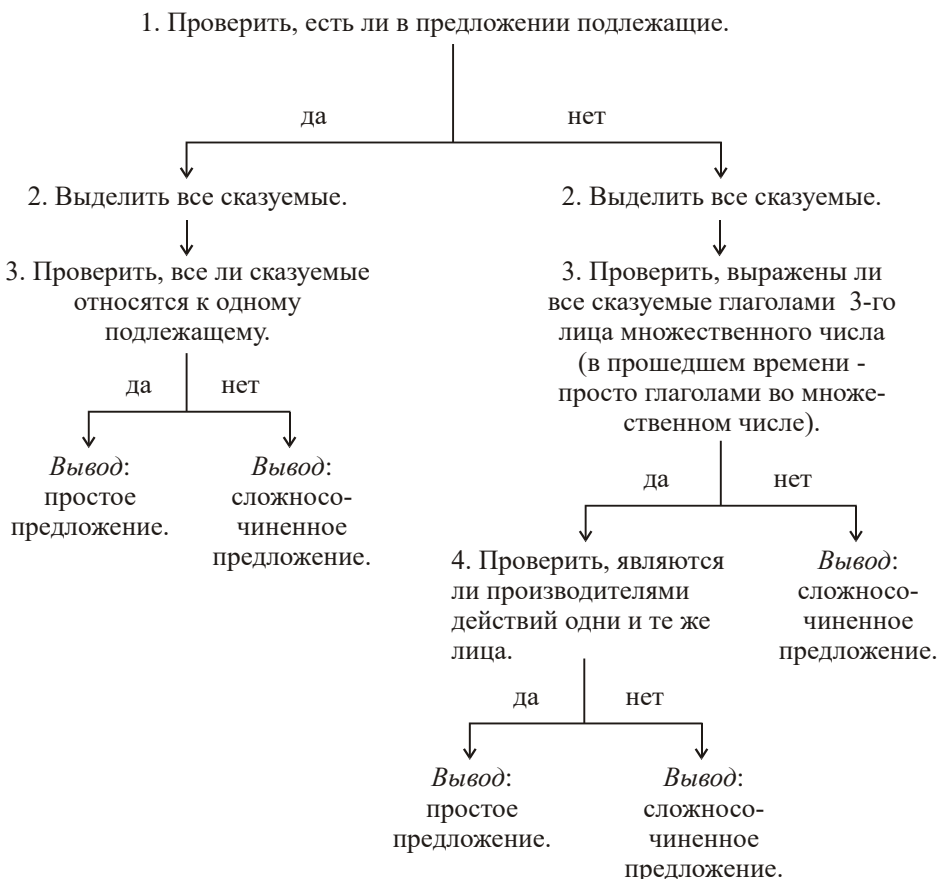 1. Проверить, есть ли в предложении подлежащие.
да
нет
2. Выделить все сказуемые.
2. Выделить все сказуемые.
3. Проверить, все ли сказуемые
относятся к одному
подлежащему.
3. Проверить, выражены ли
все сказуемые глаголами 3-го
лица множественного числа
(в прошедшем времени -
просто глаголами во множе-
ственном числе).
да
нет
Вывод:
простое
предложение.
Вывод:
сложносо-
чиненное
предложение.
да
нет
4. Проверить, являются
ли производителями
действий одни и те же
лица.
Вывод:
сложносо-
чиненное
предложение.
да
нет
Вывод:
простое
предложение.
Вывод:
сложносо-
чиненное
предложение.